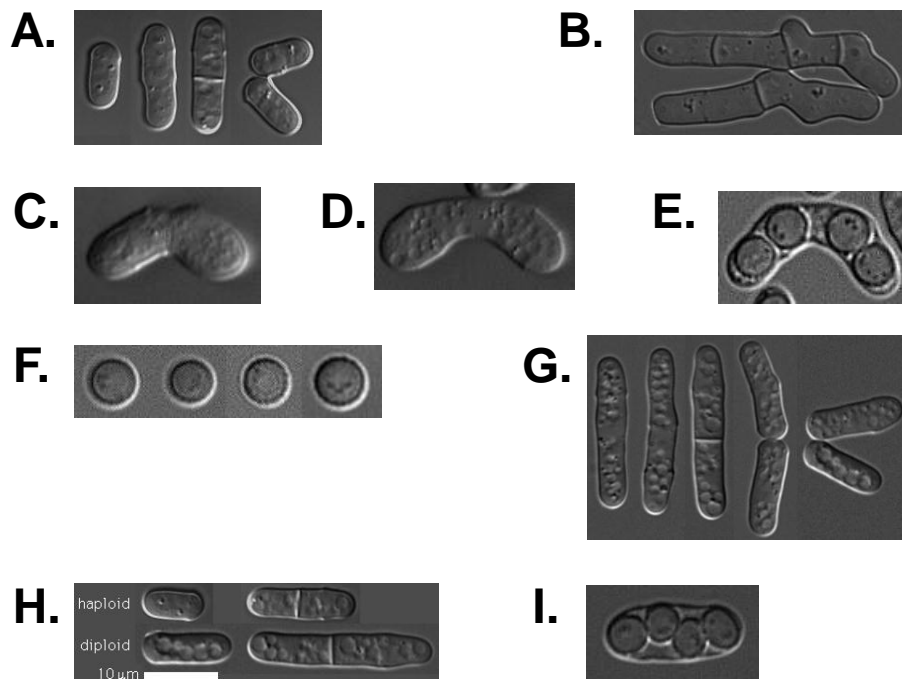 A.
B.
C.
D.
E.
F.
G.
H.
haploid
diploid
10 μm
I.